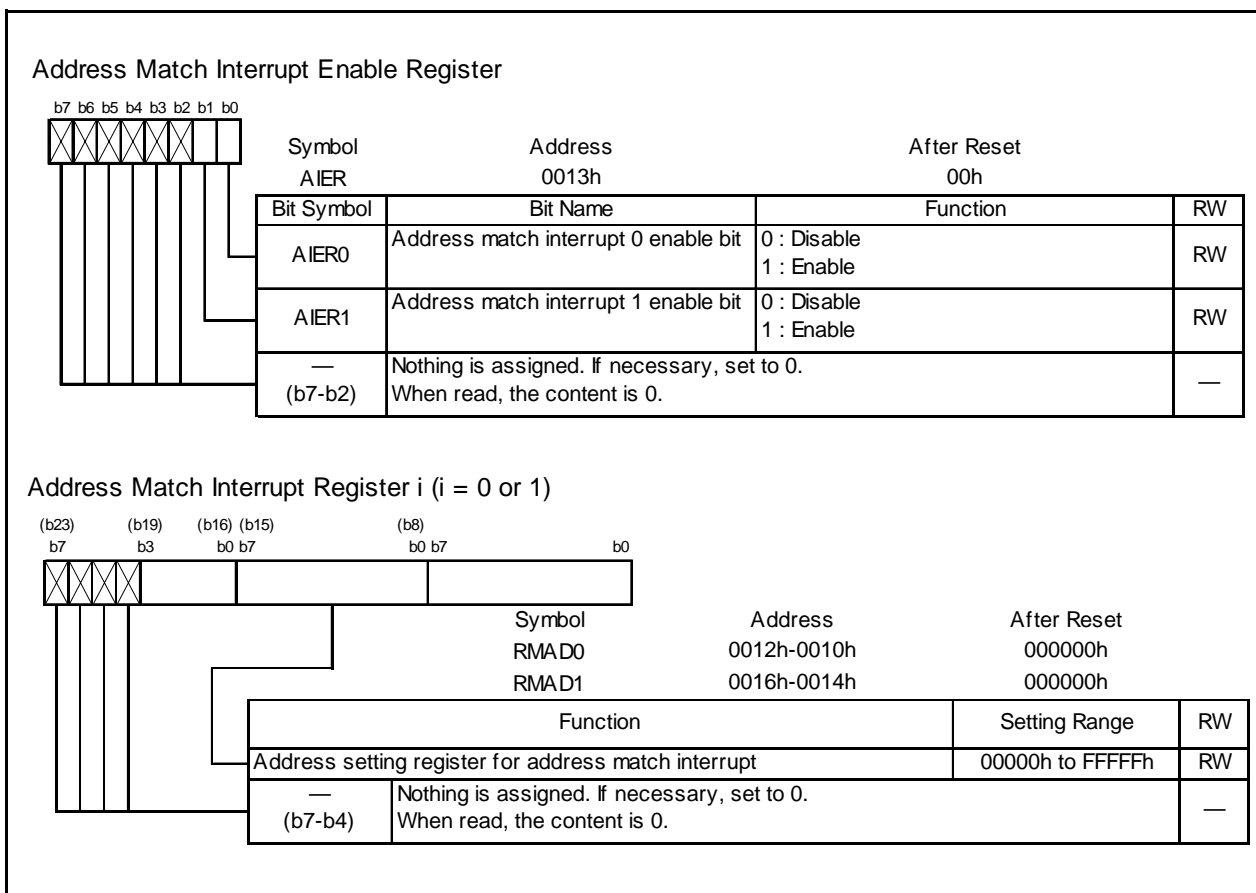 Address Match Interrupt Enable Register
b7 b6 b5 b4 b3 b2 b1 b0
Symbol Address After Reset
AIER 0013h 00h
Bit Symbol Bit Name Function RW
AIER0 Address match interrupt 0 enable bit 0 : Disable RW
1 : Enable
AIER1 Address match interrupt 1 enable bit 0 : Disable RW
1 : Enable
— Nothing is assigned. If necessary, set to 0. —
(b7-b2) When read, the content is 0.
Address Match Interrupt Register i (i = 0 or 1)
(b23) (b19) (b16) (b15) (b8)
b7 b3 b0 b7 b0 b7 b0
Symbol Address After Reset
RMAD0 0012h-0010h 000000h
RMAD1 0016h-0014h 000000h
Function Setting Range RW
Address setting register for address match interrupt 00000h to FFFFFh RW
— Nothing is assigned. If necessary, set to 0. —
(b7-b4) When read, the content is 0.